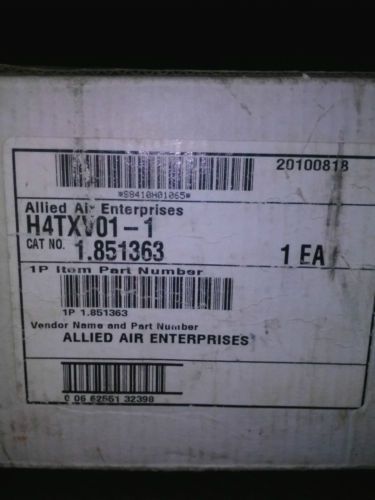 20100818
*S8410H01065*
Allied Air Enterprises
H4TXV01-1
CAT NO. 1.851363 1 EA
1P Item Part Number
1P 1.851363
Vendor Name and Part Number
ALLIED AIR ENTERPRISES
0 06 62551 32398